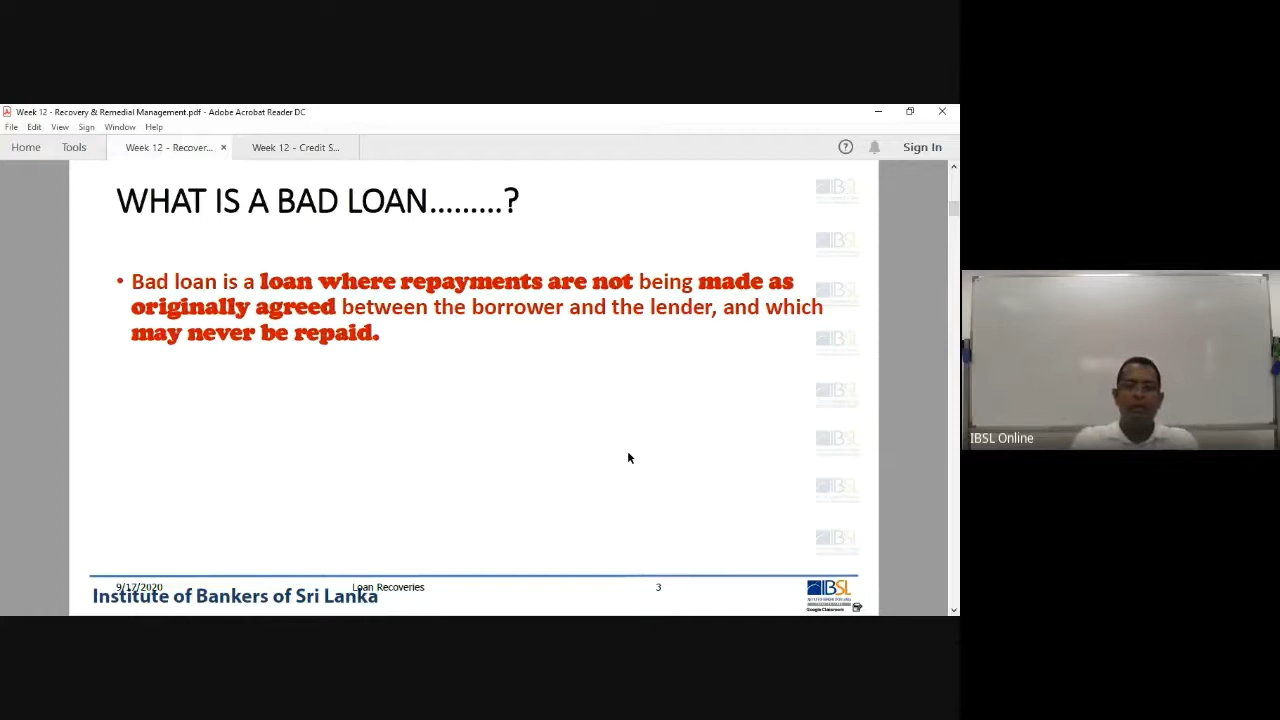 Week 12 - Recovery & Remedial Management.pdf - Adobe Acrobat Reader DC
File Edit View Sign Window Help
Home Tools Week 12 - Recover... × Week 12 - Credit S... Sign In
WHAT IS A BAD LOAN.........?
• Bad loan is a loan where repayments are not being made as
originally agreed between the borrower and the lender, and which
may never be repaid.
IBSL Online
9/17/2020 Loan Recoveries 3
Institute of Bankers of Sri Lanka
IBSL
Google Classroom